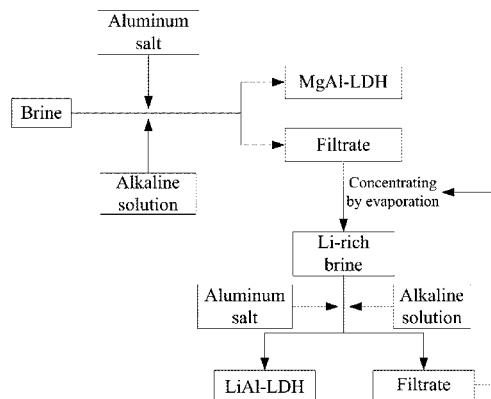 Aluminum
salt
MgAl-LDH
Brine
Filtrate
Alkaline
solution
Concentrating
by evaporation
Li-rich
brine
Aluminum
salt
Alkaline
solution
LiAl-LDH
Filtrate